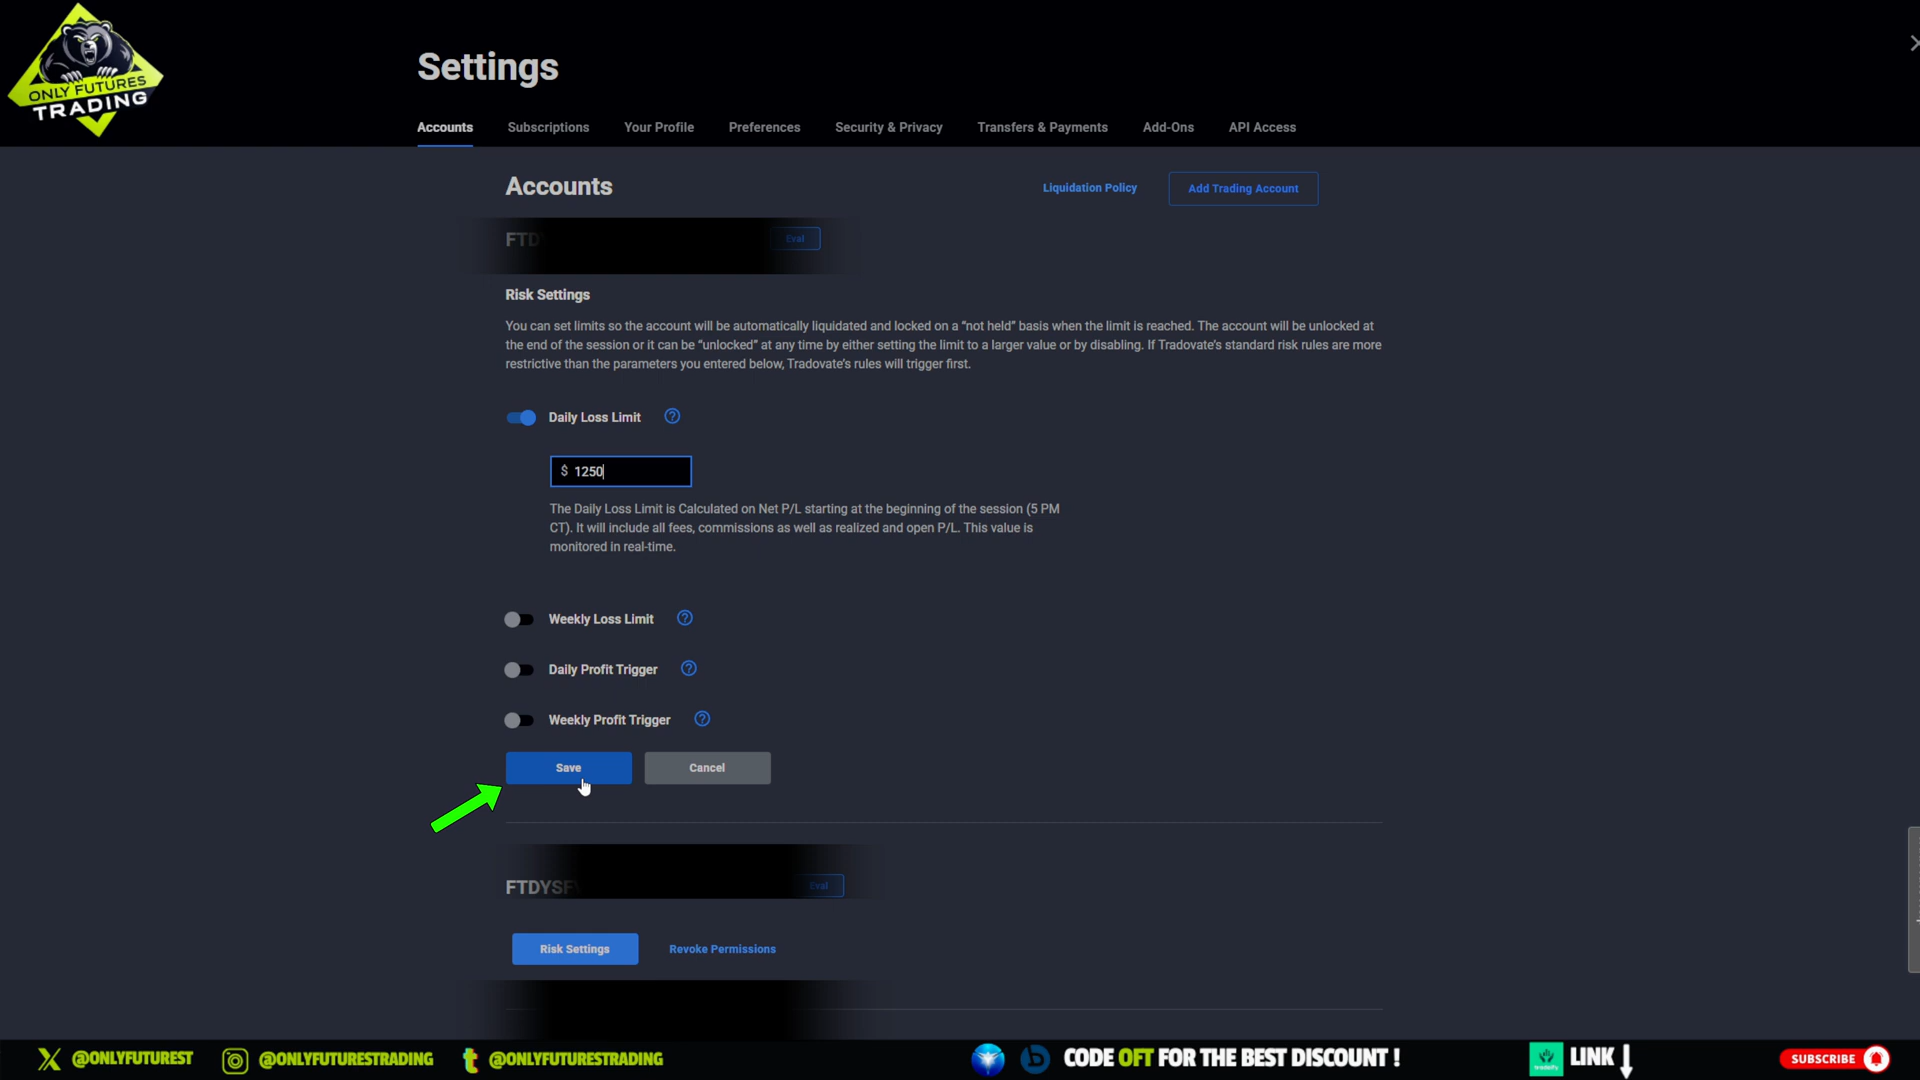 ONLY FUTURES
TRADING
Settings
Accounts
Subscriptions
Your Profile
Preferences
Security & Privacy
Transfers & Payments
Add-Ons
API Access
Accounts
Liquidation Policy
Add Trading Account
FTD
Eval
Risk Settings
You can set limits so the account will be automatically liquidated and locked on a “not held” basis when the limit is reached. The account will be unlocked at
the end of the session or it can be “unlocked” at any time by either setting the limit to a larger value or by disabling. If Tradovate’s standard risk rules are more
restrictive than the parameters you entered below, Tradovate’s rules will trigger first.
Daily Loss Limit
$ 1250
The Daily Loss Limit is Calculated on Net P/L starting at the beginning of the session (5 PM
CT). It will include all fees, commissions as well as realized and open P/L. This value is
monitored in real-time.
Weekly Loss Limit
Daily Profit Trigger
Weekly Profit Trigger
Save
Cancel
FTDYSF
Eval
Risk Settings
Revoke Permissions
@ONLYFUTUREST
@ONLYFUTURESTRADING
@ONLYFUTURESTRADING
CODE OFT FOR THE BEST DISCOUNT !
LINK
SUBSCRIBE